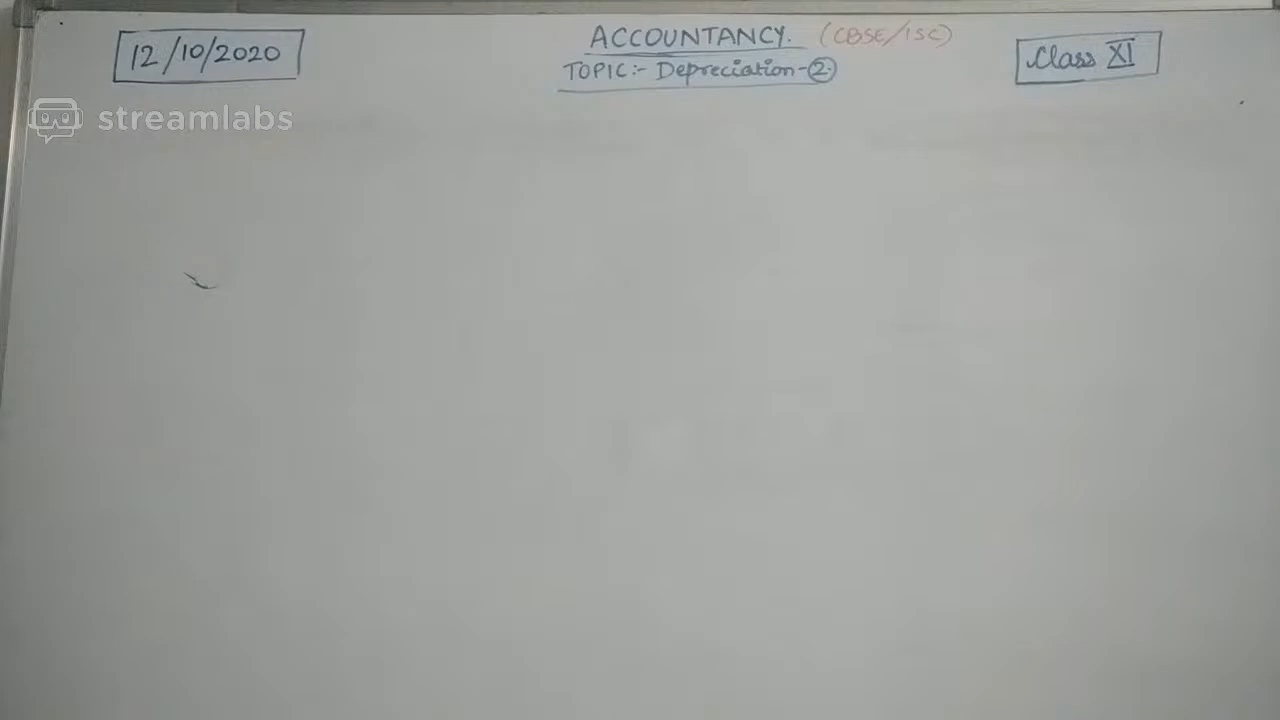 12/10/2020
ACCOUNTANCY. (CBSE/ISC)
TOPIC:- Depreciation-②.
Class XI
streamlabs